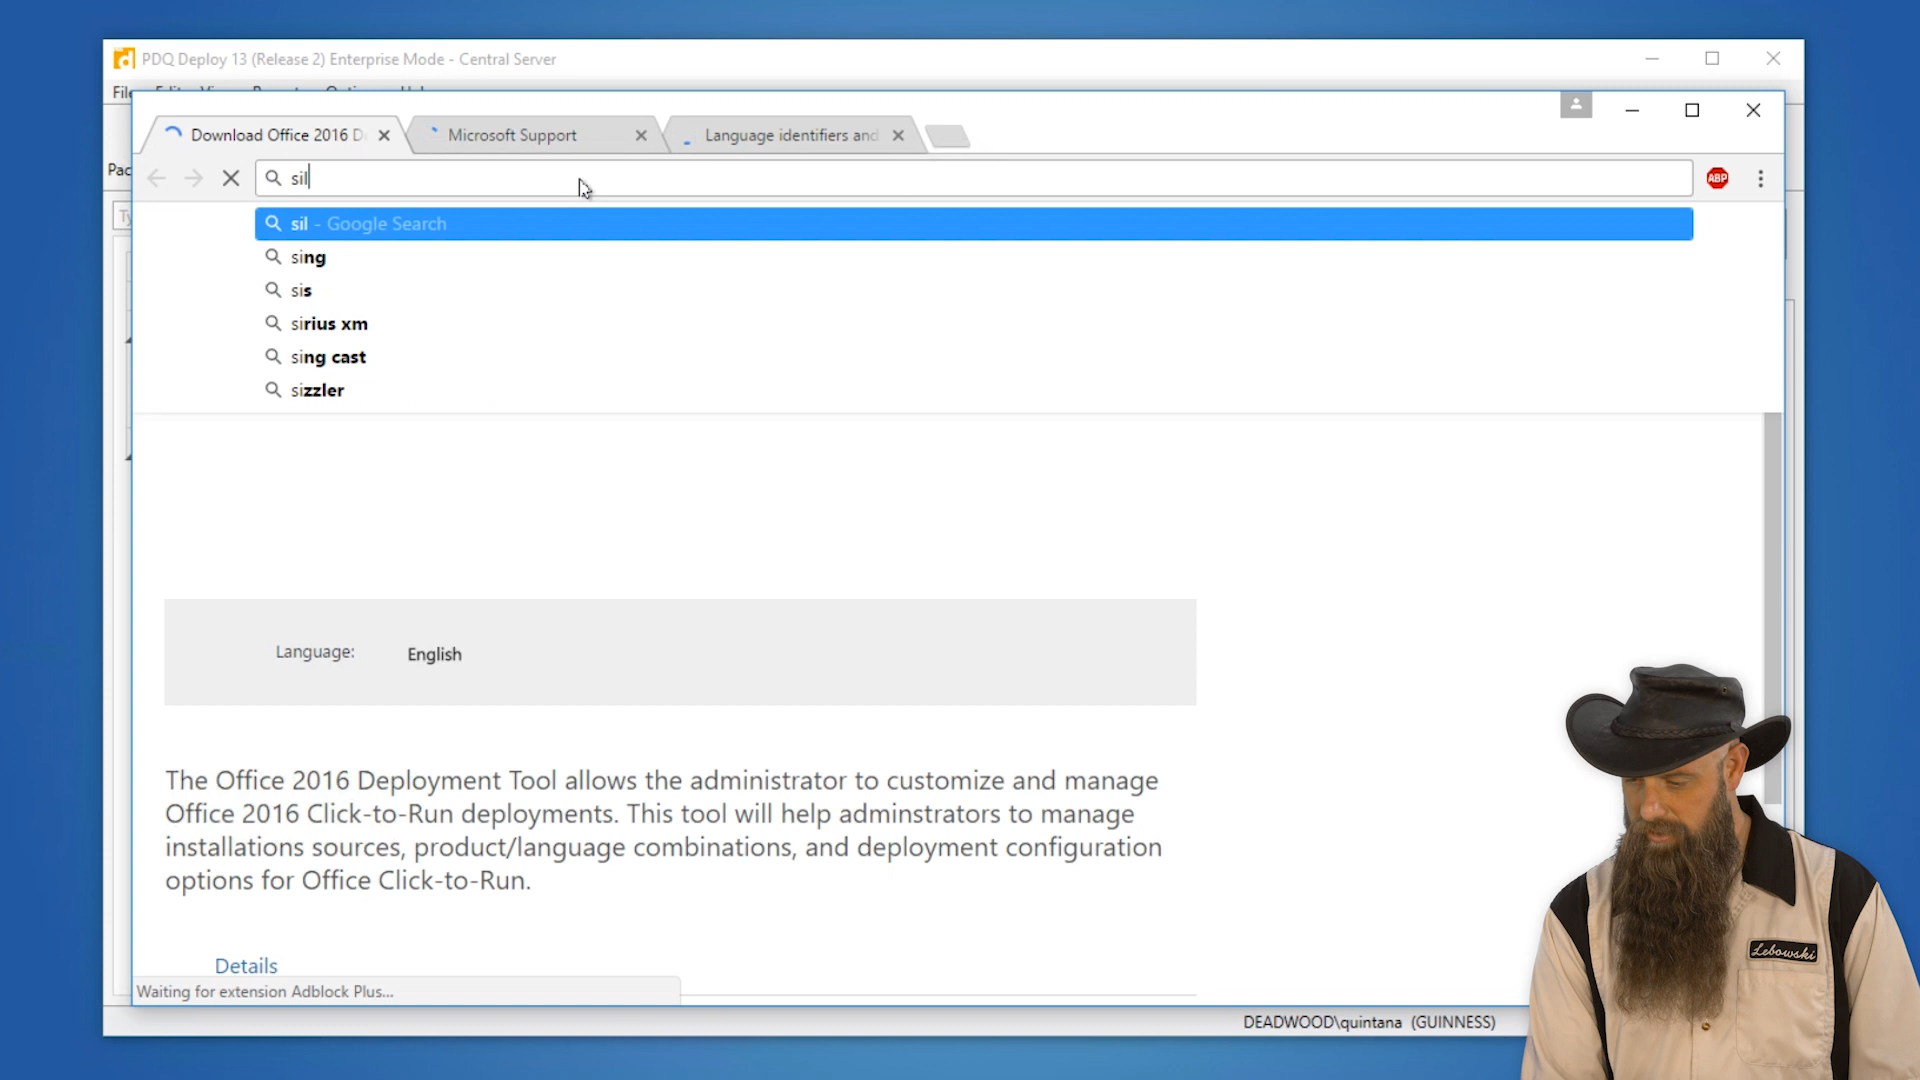 PDQ Deploy 13 (Release 2) Enterprise Mode - Central Server
Download Office 2016 D
Microsoft Support
Language identifiers and
Pac
sil
ABP
sil - Google Search
sing
sis
sirius xm
sing cast
sizzler
Language:
English
The Office 2016 Deployment Tool allows the administrator to customize and manage
Office 2016 Click-to-Run deployments. This tool will help adminstrators to manage
installations sources, product/language combinations, and deployment configuration
options for Office Click-to-Run.
Details
Waiting for extension Adblock Plus...
DEADWOOD\quintana (GUINNESS)
Lebowski